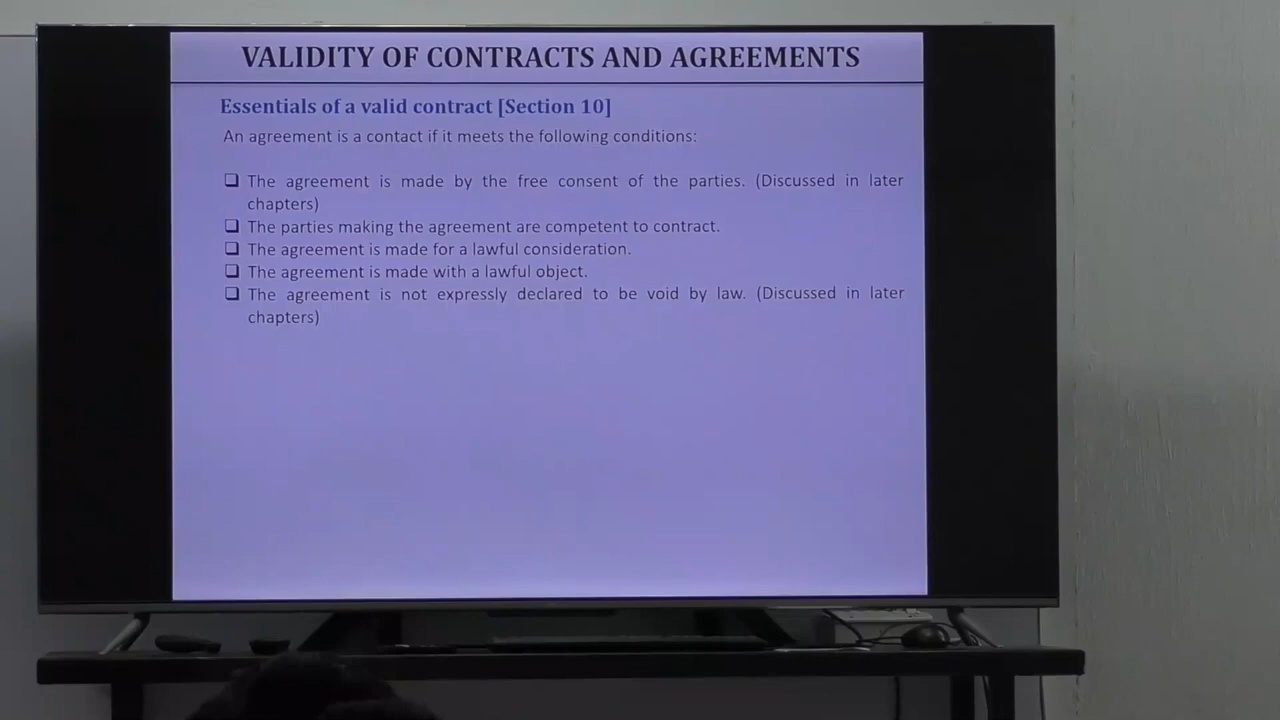 VALIDITY OF CONTRACTS AND AGREEMENTS
Essentials of a valid contract [Section 10]
An agreement is a contact if it meets the following conditions:
❑ The agreement is made by the free consent of the parties. (Discussed in later
chapters)
❑ The parties making the agreement are competent to contract.
❑ The agreement is made for a lawful consideration.
❑ The agreement is made with a lawful object.
❑ The agreement is not expressly declared to be void by law. (Discussed in later
chapters)